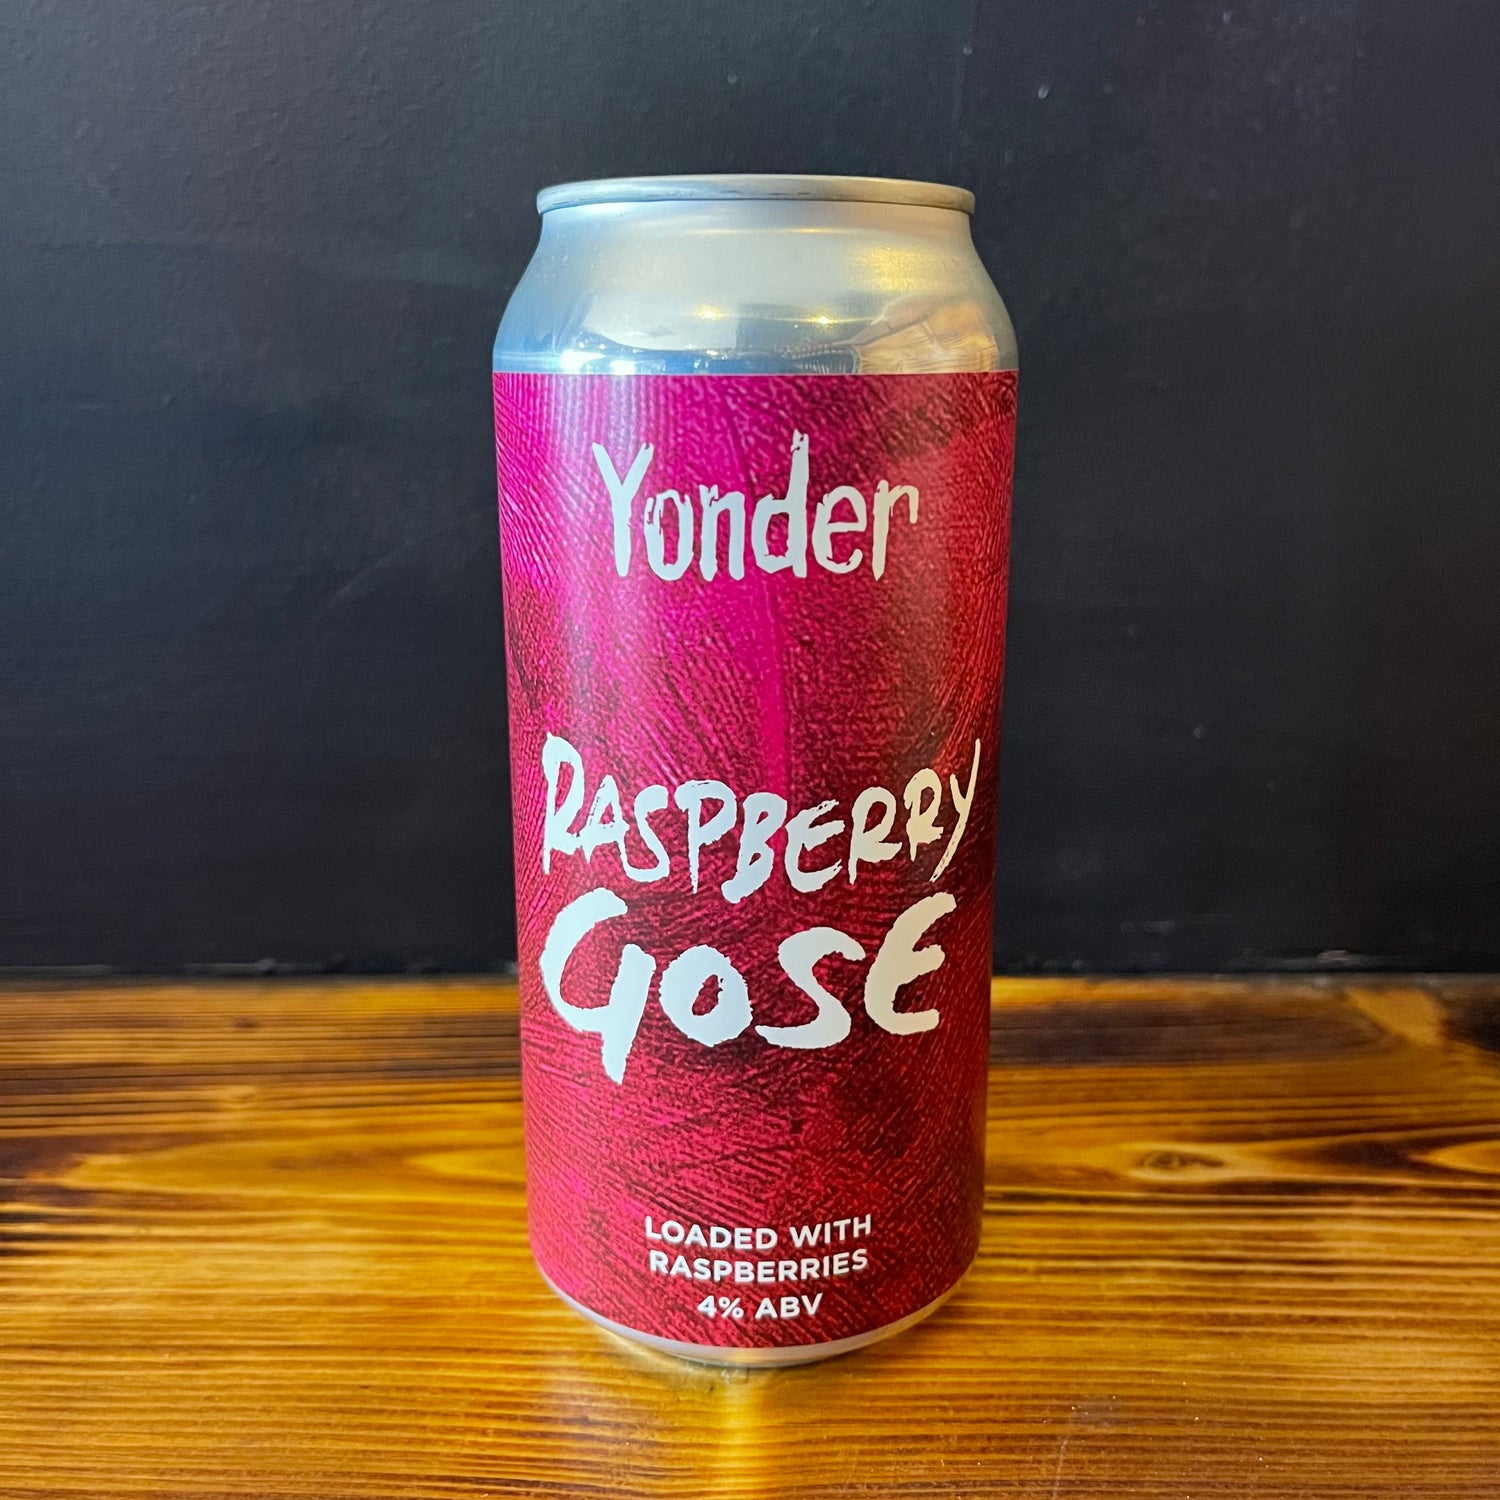 Yonder
RASPBERRY
GOSE
LOADED WITH
RASPBERRIES
4% ABV